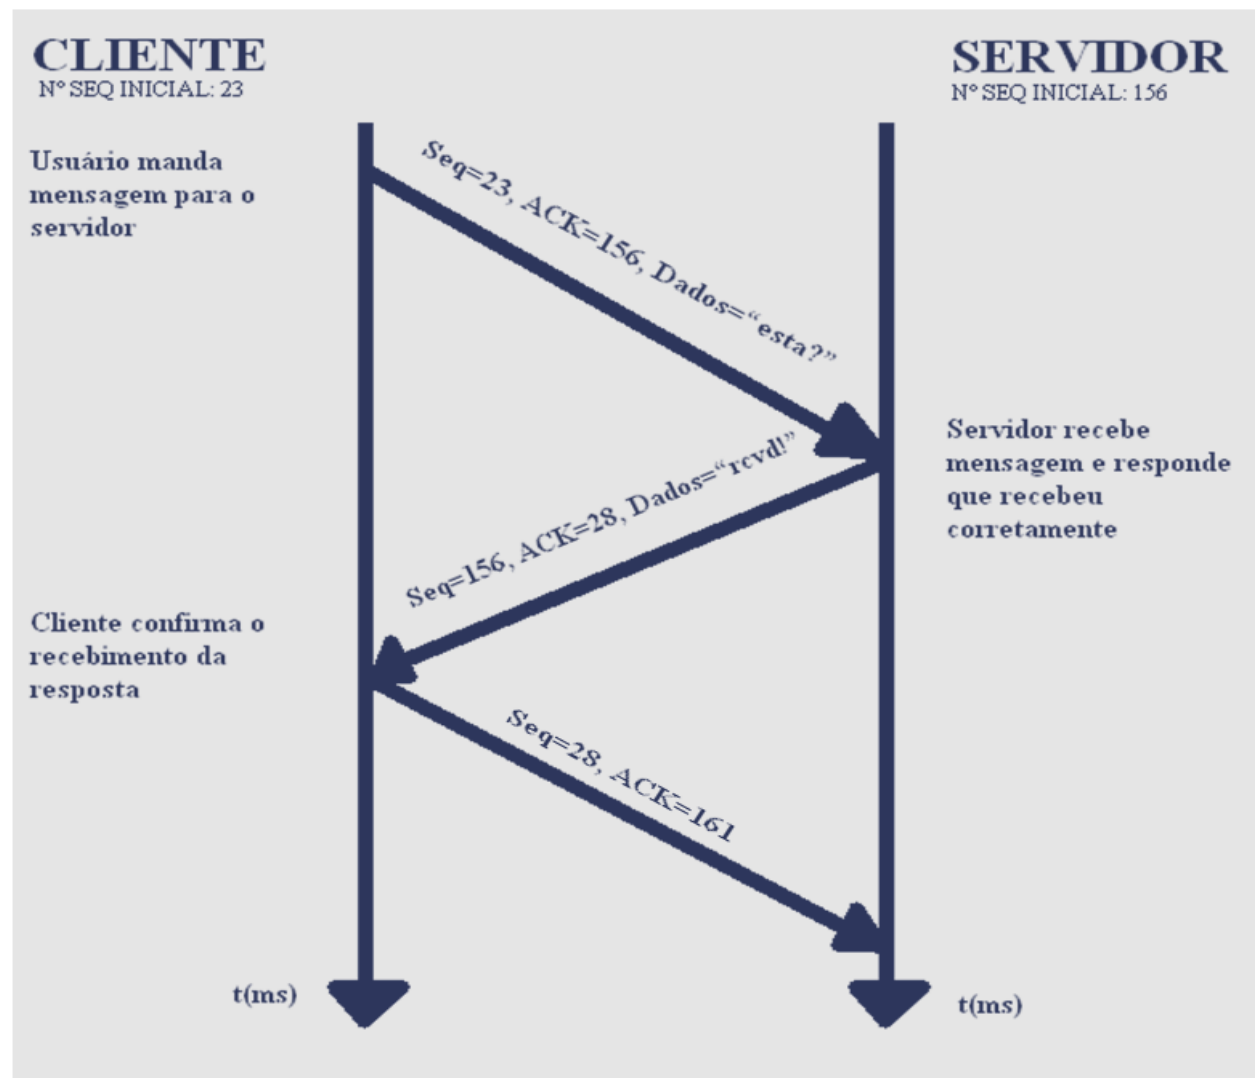 CLIENTE
Nº SEQ INICIAL: 23
SERVIDOR
Nº SEQ INICIAL: 156
Usuário manda
mensagem para o
servidor
Seq=23, ACK=156, Dados=“esta?”
Servidor recebe
mensagem e responde
que recebeu
corretamente
Seq=156, ACK=28, Dados=“rcvd!”
Cliente confirma o
recebimento da
resposta
Seq=28, ACK=161
t(ms)
t(ms)